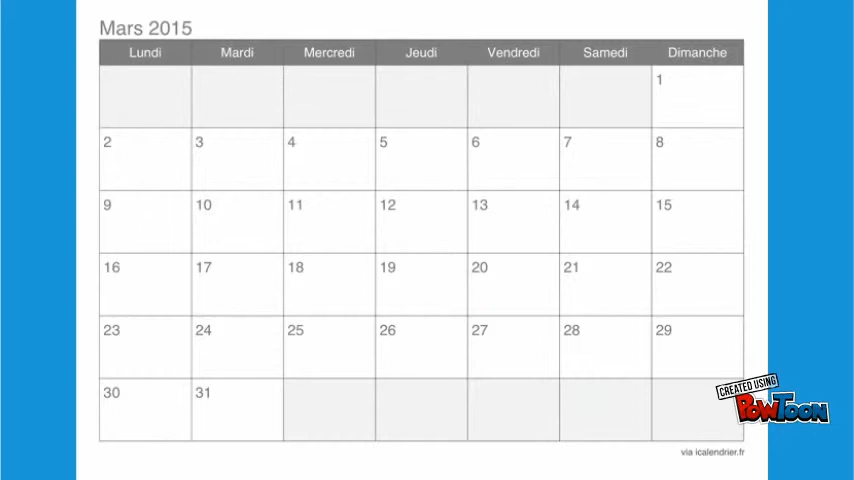 Mars 2015
Lundi Mardi Mercredi Jeudi Vendredi Samedi Dimanche
1
2 3 4 5 6 7 8
9 10 11 12 13 14 15
16 17 18 19 20 21 22
23 24 25 26 27 28 29
30 31
CREATED USING
POWTOON
via icalendrier.fr